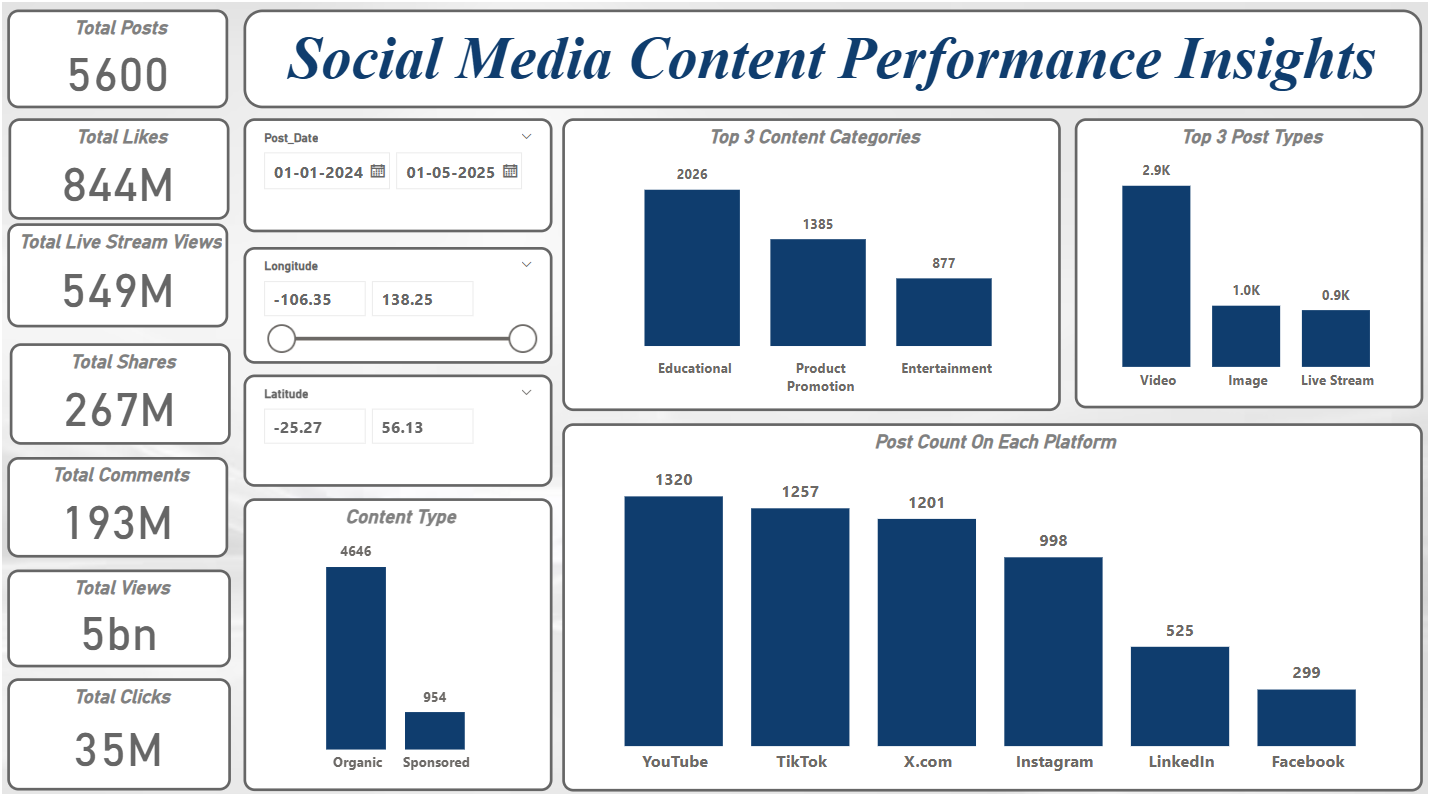 Total Posts
5600
Social Media Content Performance Insights
Total Likes
844M
Total Live Stream Views
549M
Total Shares
267M
Total Comments
193M
Total Views
5bn
Total Clicks
35M
Post_Date
01-01-2024 01-05-2025
Longitude
-106.35 138.25
Latitude
-25.27 56.13
Content Type
4646
954
Organic Sponsored
Top 3 Content Categories
2026
1385
877
Educational Product Entertainment
Promotion
Top 3 Post Types
2.9K
1.0K
0.9K
Video Image Live Stream
Post Count On Each Platform
1320
1257
1201
998
525
299
YouTube TikTok X.com Instagram LinkedIn Facebook